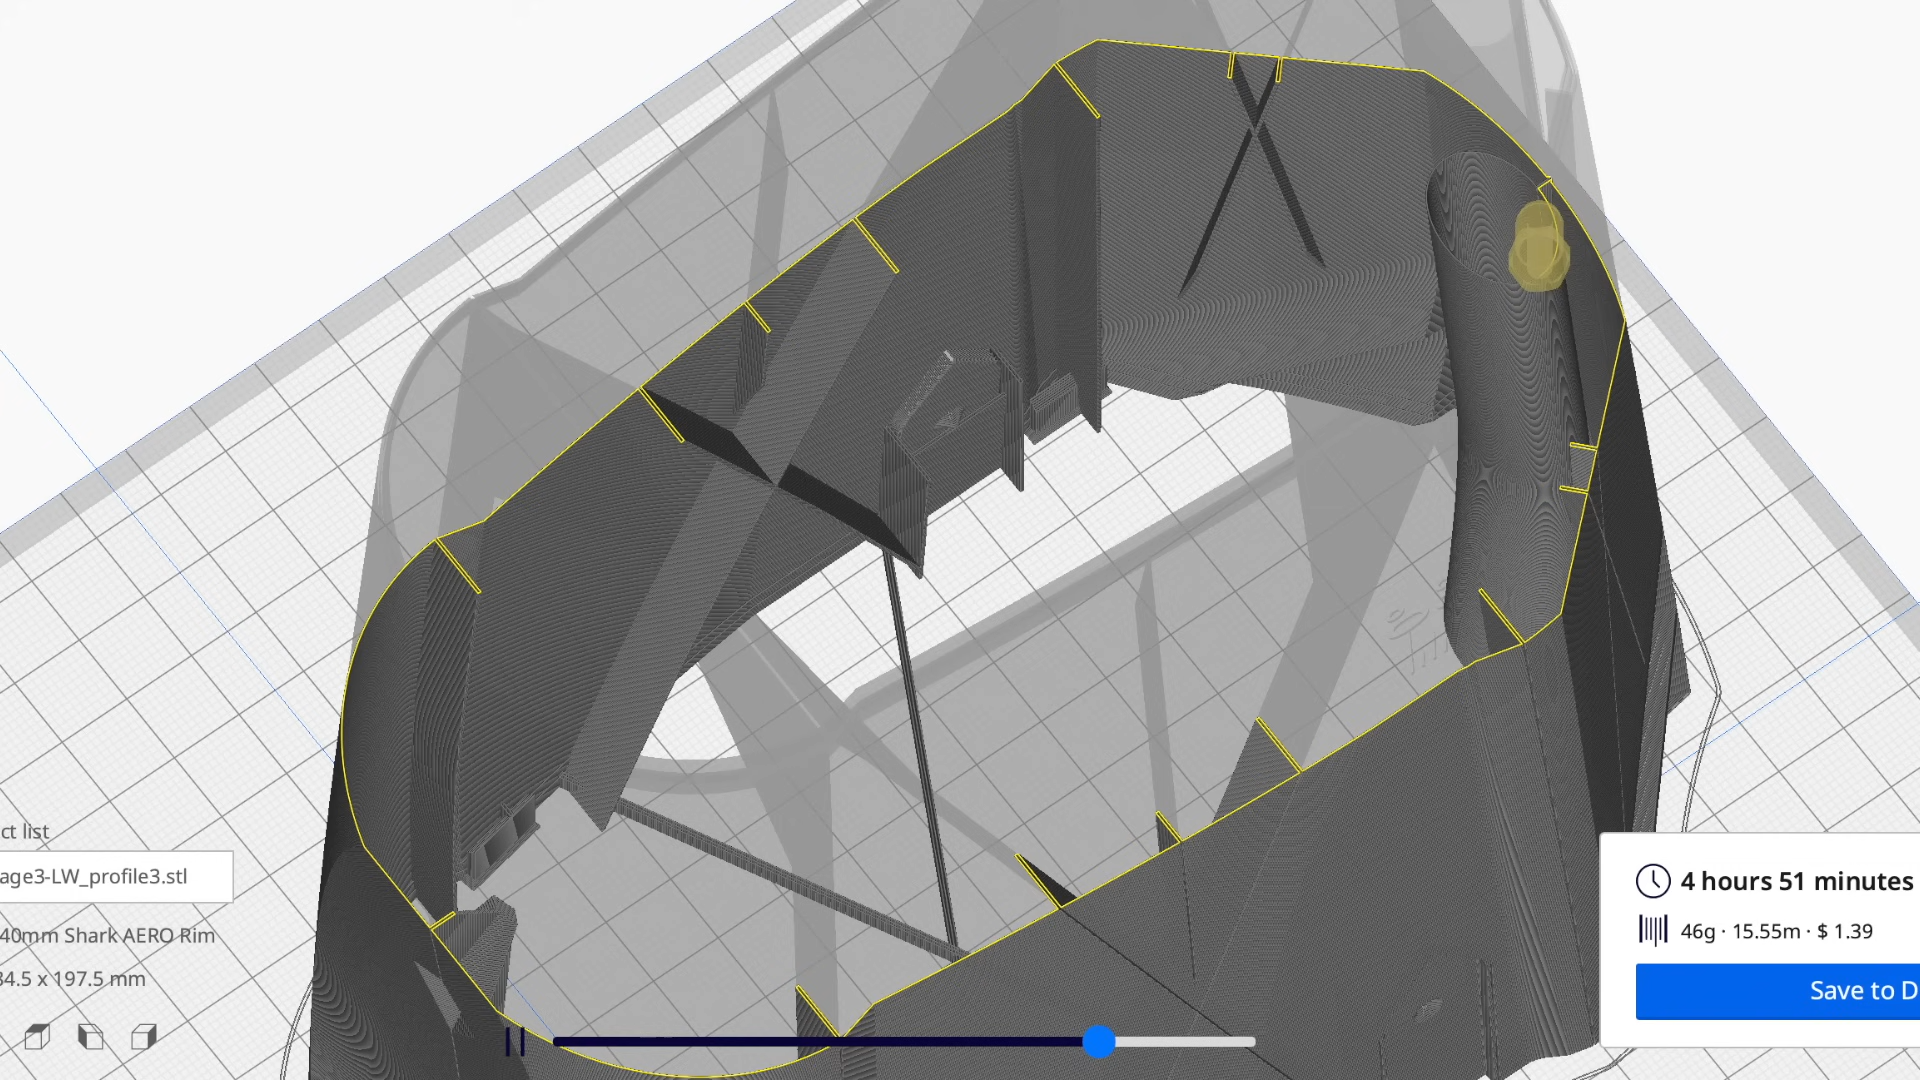 ct list
age3-LW_profile3.stl
40mm Shark AERO Rim
34.5 x 197.5 mm
4 hours 51 minutes
46g · 15.55m · $ 1.39
Save to D